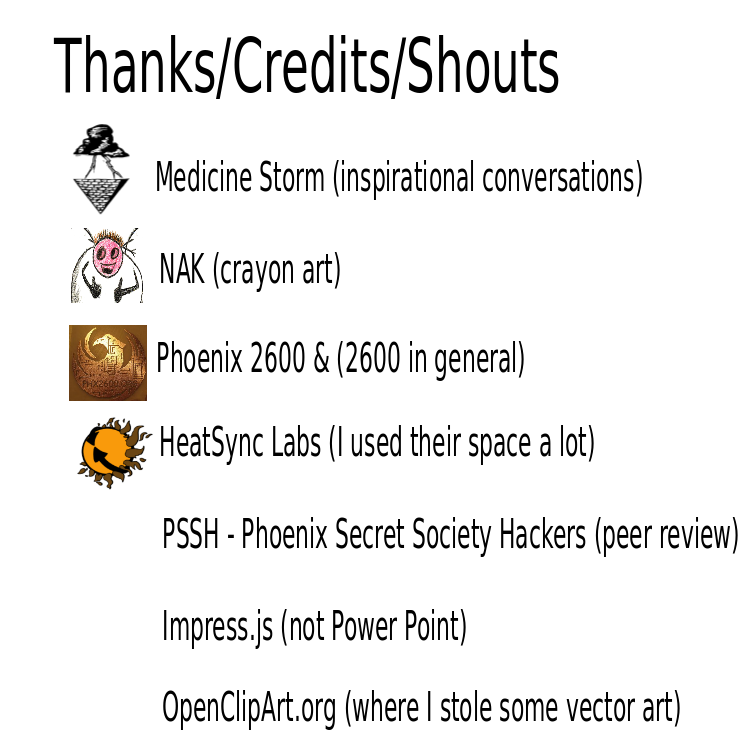 Thanks/Credits/Shouts
Medicine Storm (inspirational conversations)
NAK (crayon art)
Phoenix 2600 & (2600 in general)
HeatSync Labs (I used their space a lot)
PSSH - Phoenix Secret Society Hackers (peer review)
Impress.js (not Power Point)
OpenClipArt.org (where I stole some vector art)